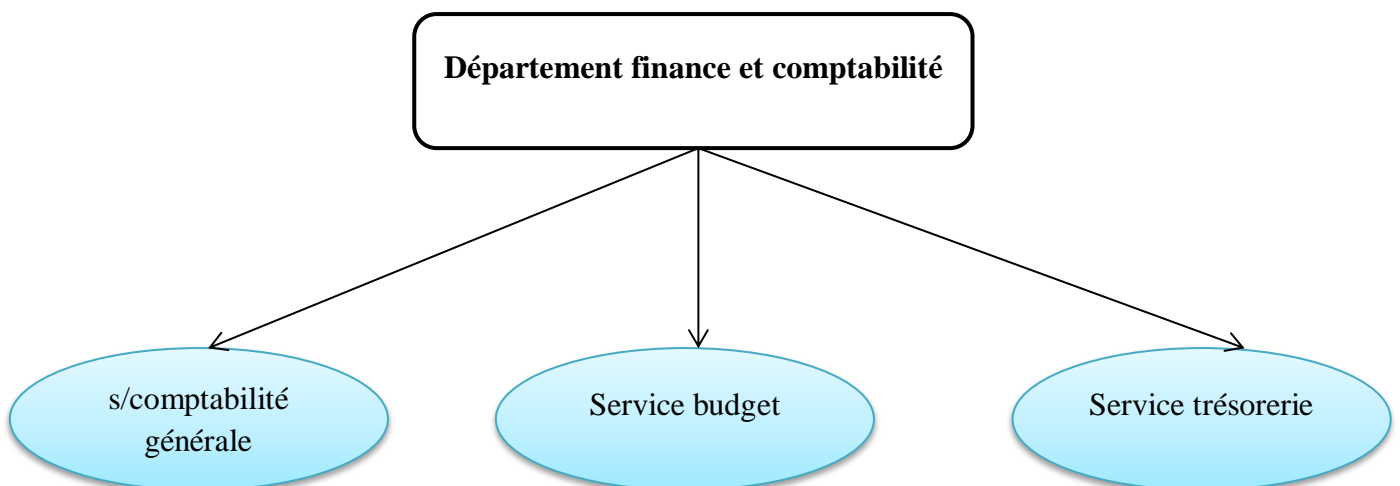 Département finance et comptabilité
s/comptabilité
générale
Service budget
Service trésorerie